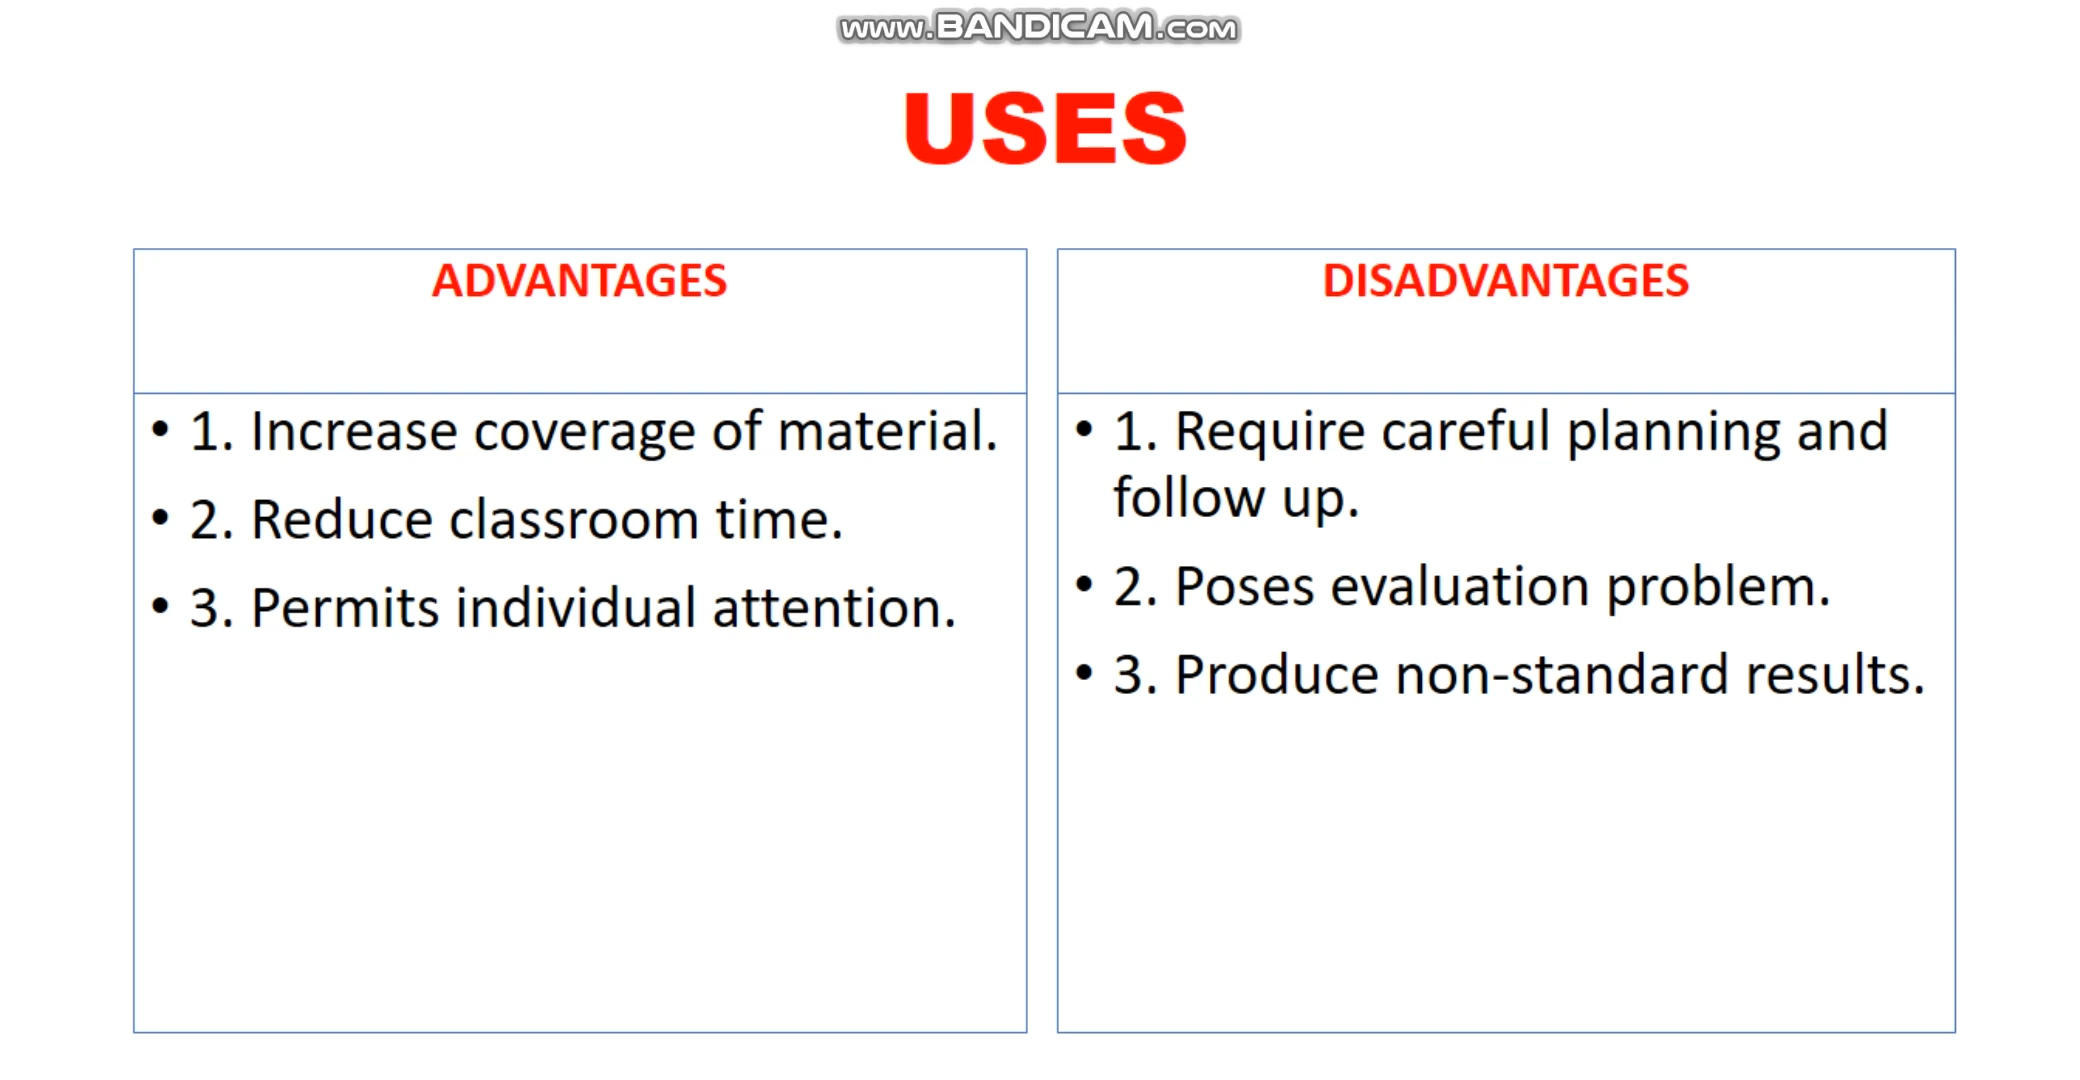 www.BANDICAM.com
USES
ADVANTAGES
• 1. Increase coverage of material.
• 2. Reduce classroom time.
• 3. Permits individual attention.
DISADVANTAGES
• 1. Require careful planning and
follow up.
• 2. Poses evaluation problem.
• 3. Produce non-standard results.